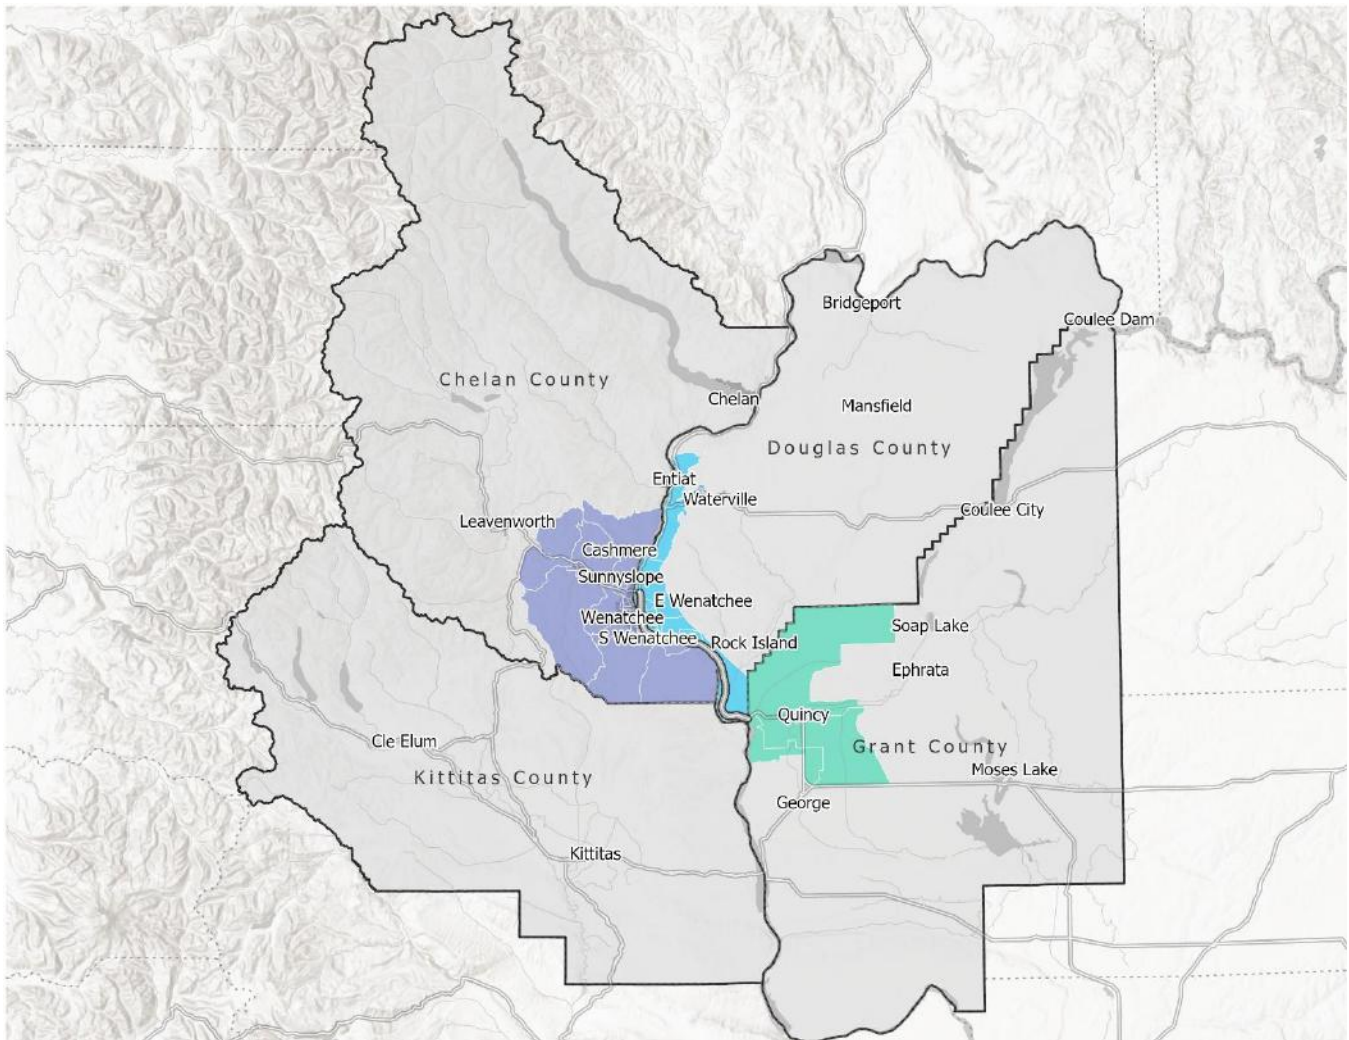 Bridgeport
Coulee Dam
Chelan County
Chelan
Mansfield
Douglas County
Entiat
Waterville
Coulee City
Leavenworth
Cashmere
Sunnyslope
E Wenatchee
Wenatchee
S Wenatchee
Rock Island
Soap Lake
Ephrata
Quincy
Cle Elum
Grant County
Kittitas County
Moses Lake
George
Kittitas